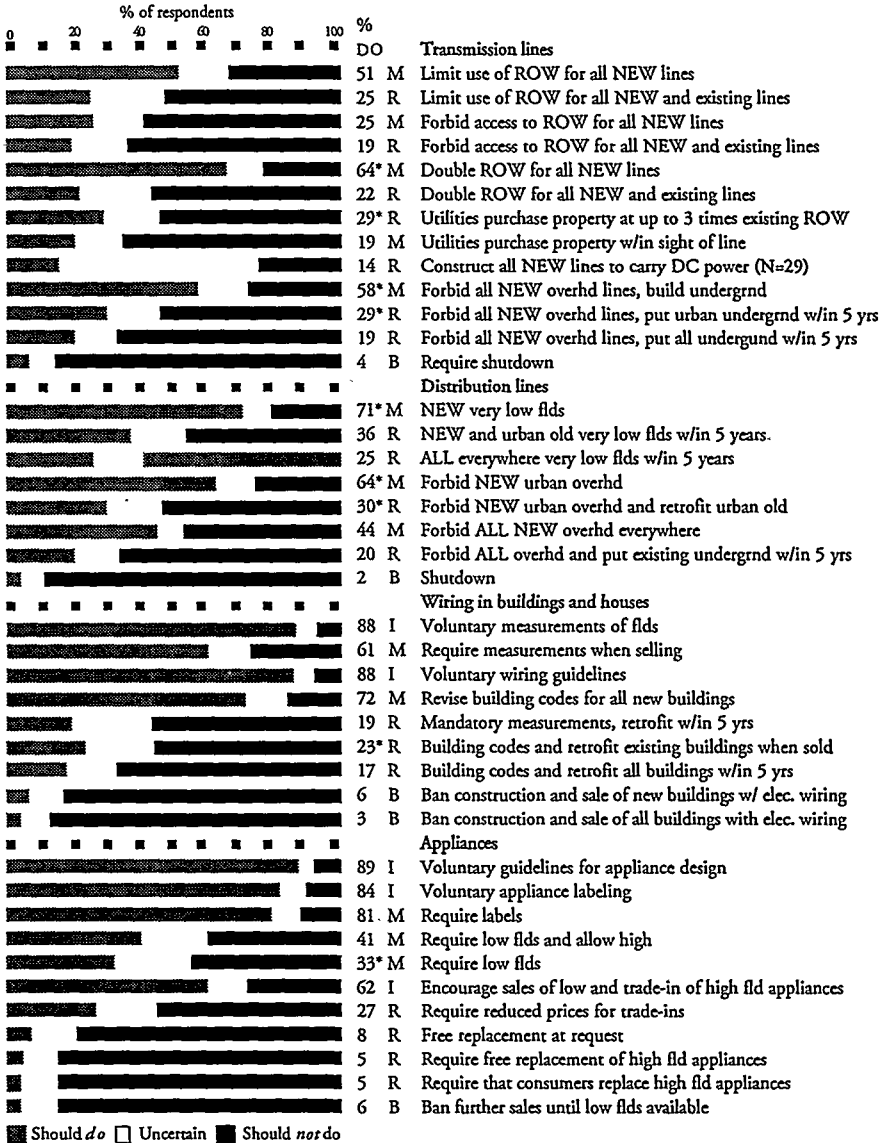 % of respondents
0 20 40 60 80 100 %
DO Transmission lines
51 M Limit use of ROW for all NEW lines
25 R Limit use of ROW for all NEW and existing lines
25 M Forbid access to ROW for all NEW lines
19 R Forbid access to ROW for all NEW and existing lines
64* M Double ROW for all NEW lines
22 R Double ROW for all NEW and existing lines
29* R Utilities purchase property at up to 3 times existing ROW
19 M Utilities purchase property w/in sight of line
14 R Construct all NEW lines to carry DC power (N=29)
58* M Forbid all NEW overhd lines, build undergrnd
29* R Forbid all NEW overhd lines, put urban undergrnd w/in 5 yrs
19 R Forbid all NEW overhd lines, put all undergund w/in 5 yrs
4 B Require shutdown
Distribution lines
71* M NEW very low flds
36 R NEW and urban old very low flds w/in 5 years.
25 R ALL everywhere very low flds w/in 5 years
64* M Forbid NEW urban overhd
30* R Forbid NEW urban overhd and retrofit urban old
44 M Forbid ALL NEW overhd everywhere
20 R Forbid ALL overhd and put existing undergrnd w/in 5 yrs
2 B Shutdown
Wiring in buildings and houses
88 I Voluntary measurements of flds
61 M Require measurements when selling
88 I Voluntary wiring guidelines
72 M Revise building codes for all new buildings
19 R Mandatory measurements, retrofit w/in 5 yrs
23* R Building codes and retrofit existing buildings when sold
17 R Building codes and retrofit all buildings w/in 5 yrs
6 B Ban construction and sale of new buildings w/ elec. wiring
3 B Ban construction and sale of all buildings with elec. wiring
Appliances
89 I Voluntary guidelines for appliance design
84 I Voluntary appliance labeling
81 M Require labels
41 M Require low flds and allow high
33* M Require low flds
62 I Encourage sales of low and trade-in of high fld appliances
27 R Require reduced prices for trade-ins
8 R Free replacement at request
5 R Require free replacement of high fld appliances
5 R Require that consumers replace high fld appliances
6 B Ban further sales until low flds available
Should do Uncertain Should not do